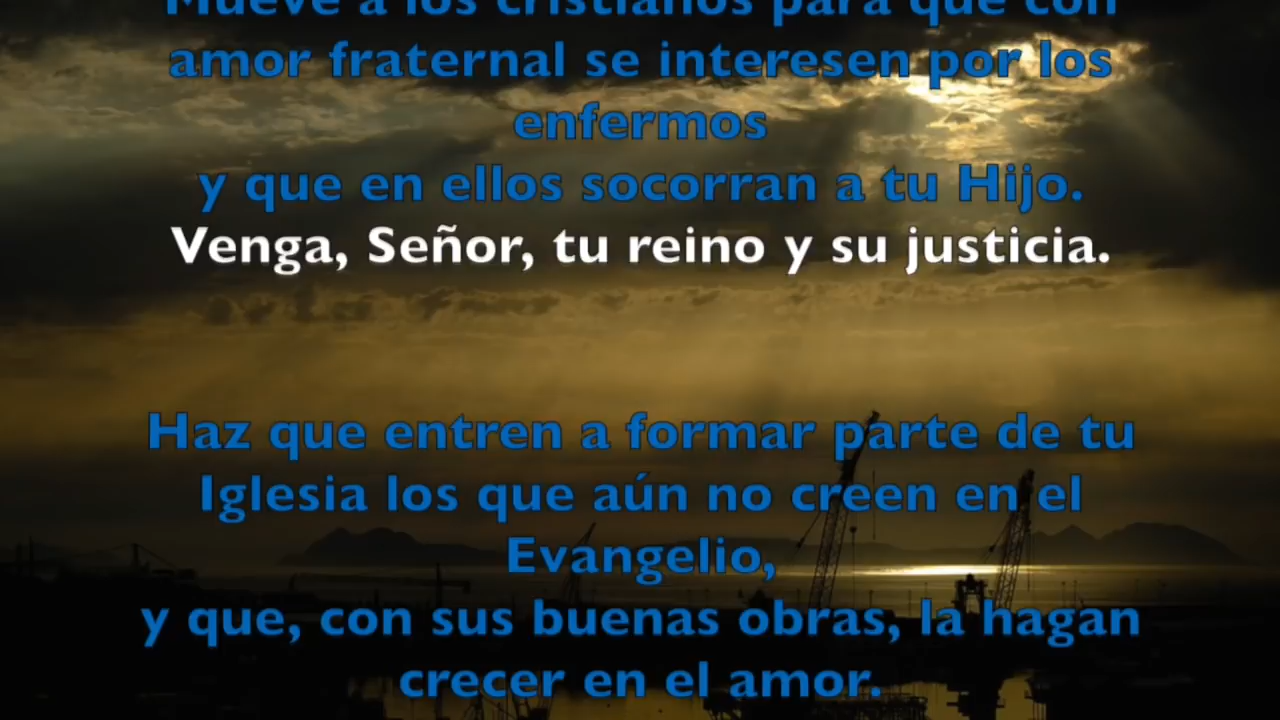 Mueve a los cristianos para que con
amor fraternal se interesen por los
enfermos
y que en ellos socorran a tu Hijo.
Venga, Señor, tu reino y su justicia.
Haz que entren a formar parte de tu
Iglesia los que aún no creen en el
Evangelio,
y que, con sus buenas obras, la hagan
crecer en el amor.